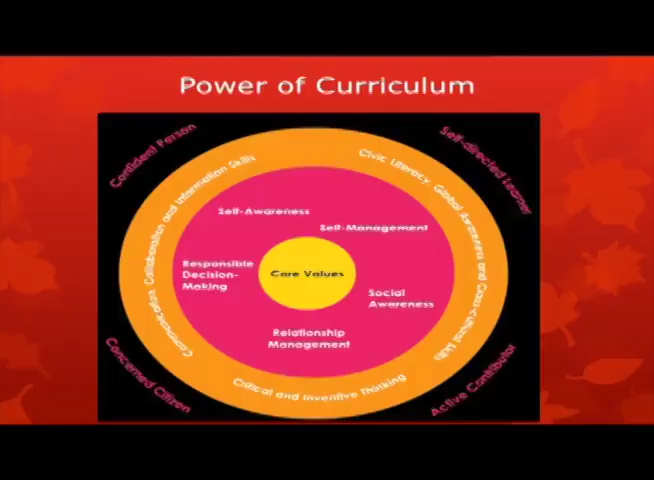 Power of Curriculum
Confident Person
Self-directed Learner
Communication, Collaboration and Information Skills
Civic Literacy, Global Awareness and Cross-cultural Skills
Self-Awareness
Self-Management
Responsible
Decision-
Making
Core Values
Social
Awareness
Relationship
Management
Critical and Inventive Thinking
Concerned Citizen
Active Contributor